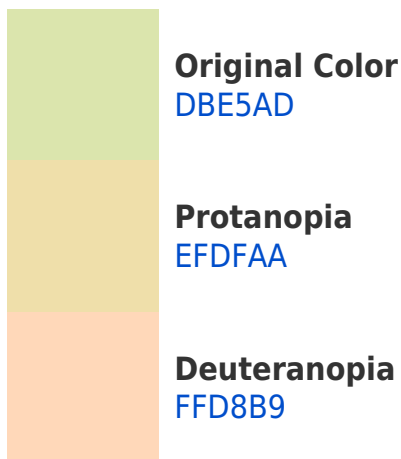 Original Color
DBE5AD
Protanopia
EFDFAA
Deuteranopia
FFD8B9